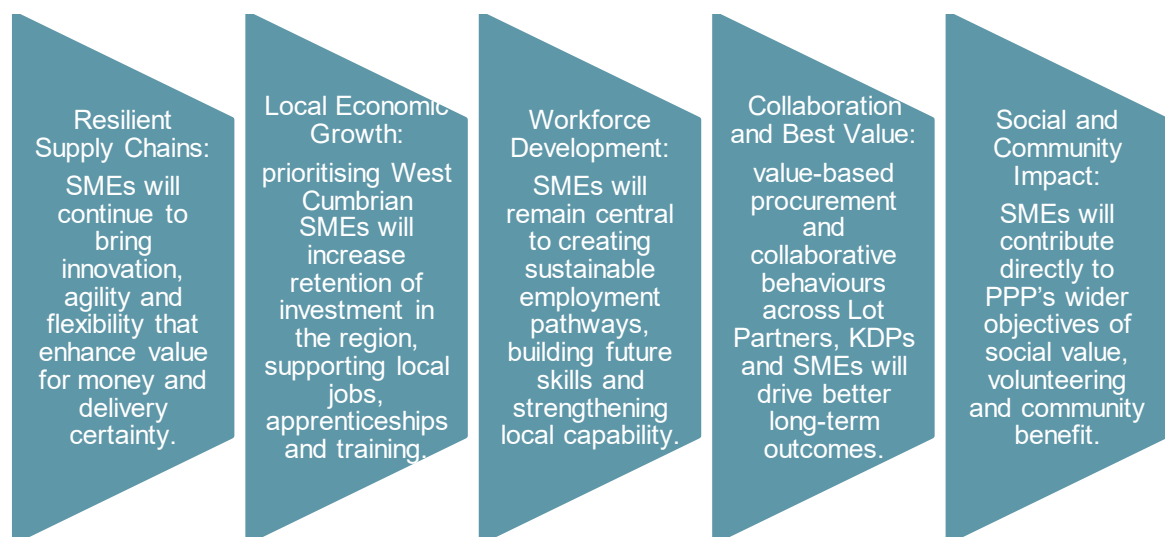 Resilient
Supply Chains:
SMEs will
continue to
bring
innovation,
agility and
flexibility that
enhance value
for money and
delivery
certainty.
Local Economic
Growth:
prioritising West
Cumbrian
SMEs will
increase
retention of
investment in
the region,
supporting local
jobs,
apprenticeships
and training.
Workforce
Development:
SMEs will
remain central
to creating
sustainable
employment
pathways,
building future
skills and
strengthening
local capability.
Collaboration
and Best Value:
value-based
procurement
and
collaborative
behaviours
across Lot
Partners, KDPs
and SMEs will
drive better
long-term
outcomes.
Social and
Community
Impact:
SMEs will
contribute
directly to
PPP’s wider
objectives of
social value,
volunteering
and community
benefit.